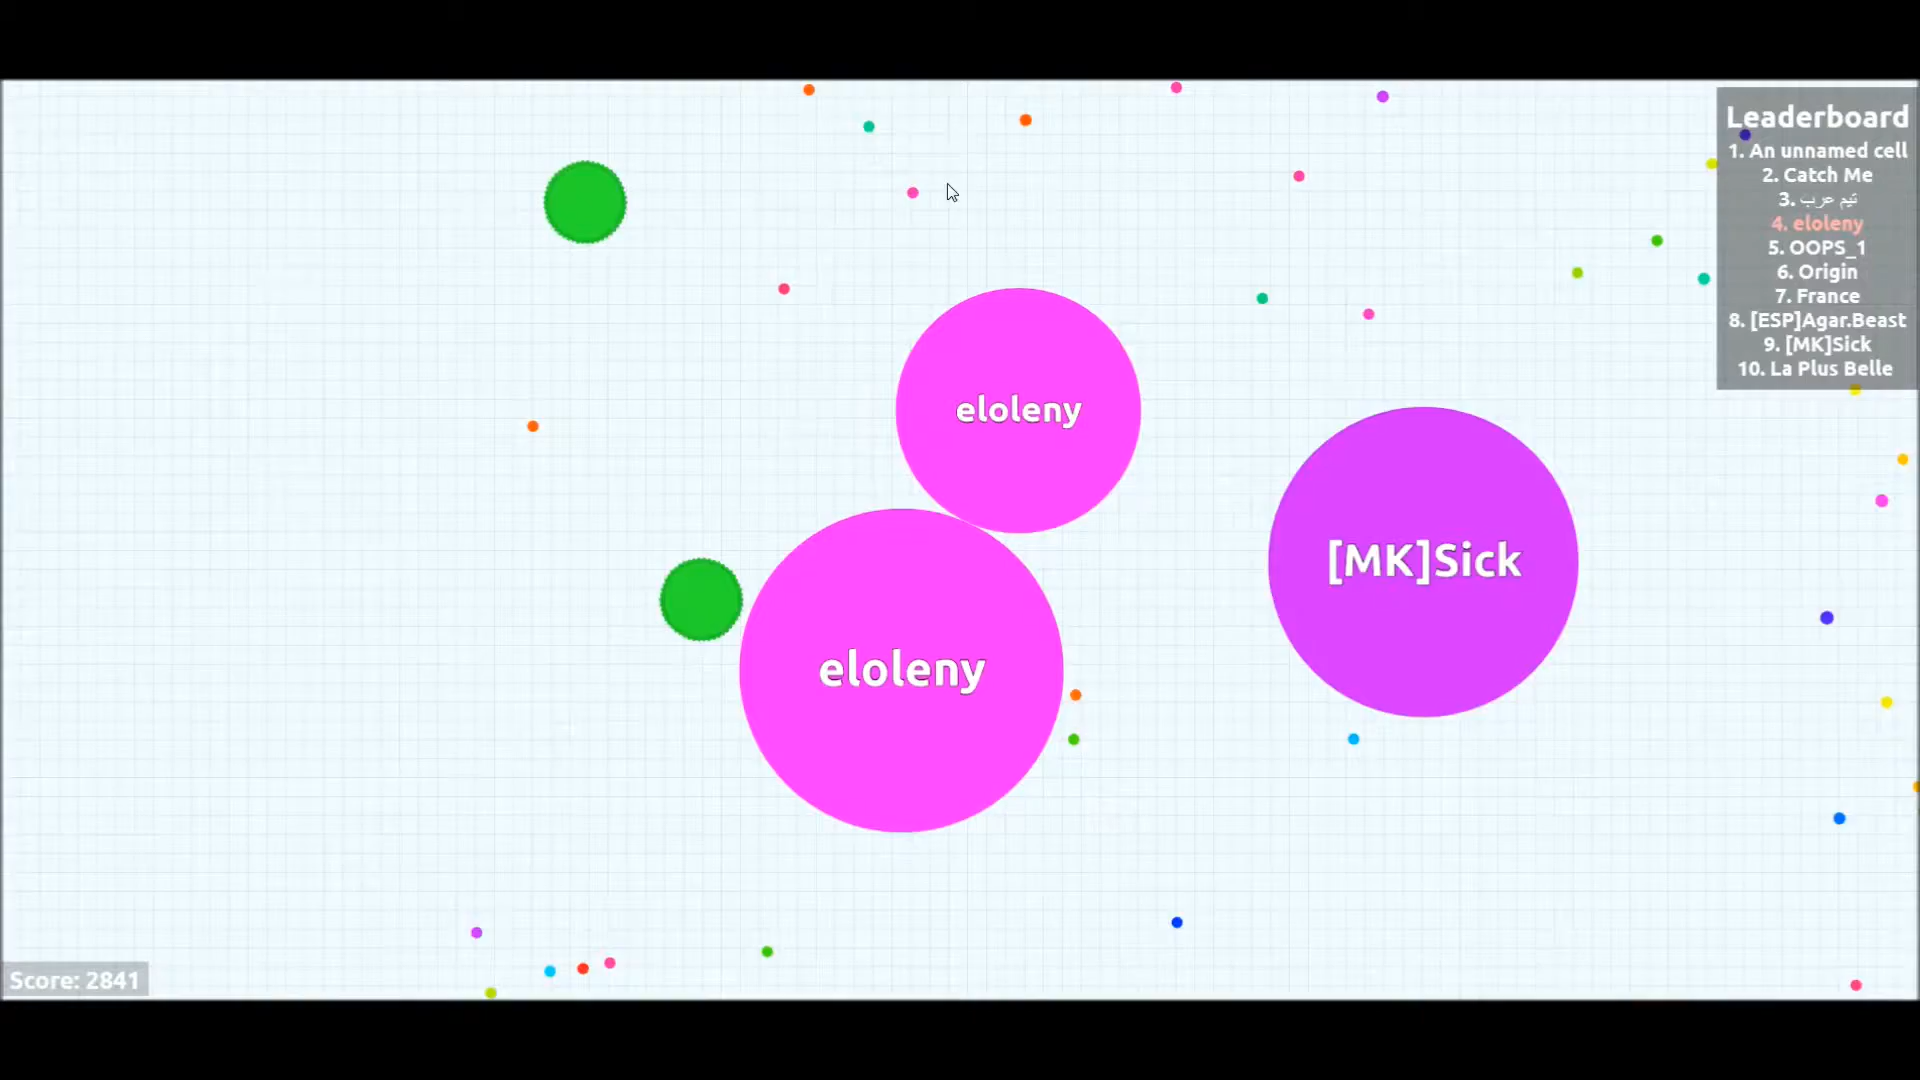 Leaderboard
1. An unnamed cell
2. Catch Me
3. تيم عرب
4. eloleny
5. OOPS_1
6. Origin
7. France
8. [ESP]Agar.Beast
9. [MK]Sick
10. La Plus Belle
eloleny
[MK]Sick
eloleny
Score: 2841